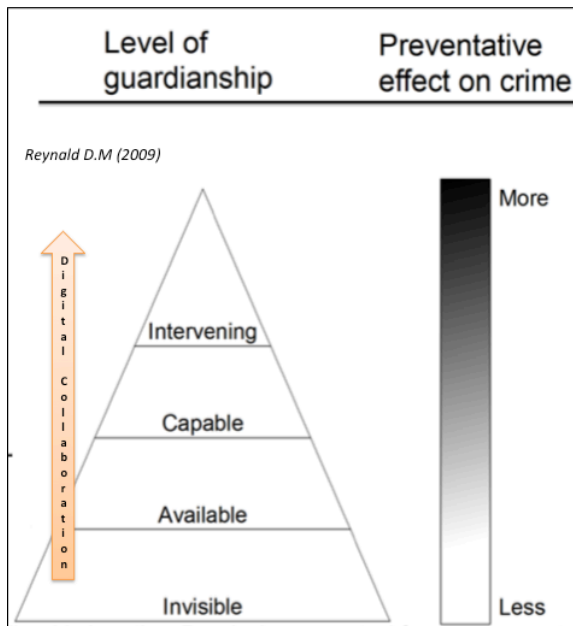 Level of
guardianship
Preventative
effect on crime
Reynald D.M (2009)
More
Digital Collaboration
Intervening
Capable
Available
Invisible
Less